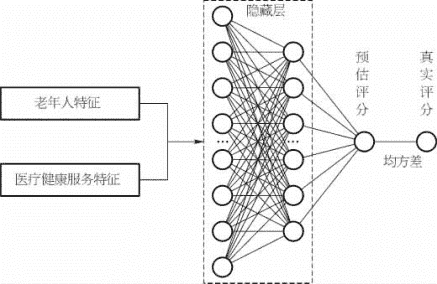 隐藏层
老年人特征
医疗健康服务特征
...
...
预估评分
真实评分
均方差